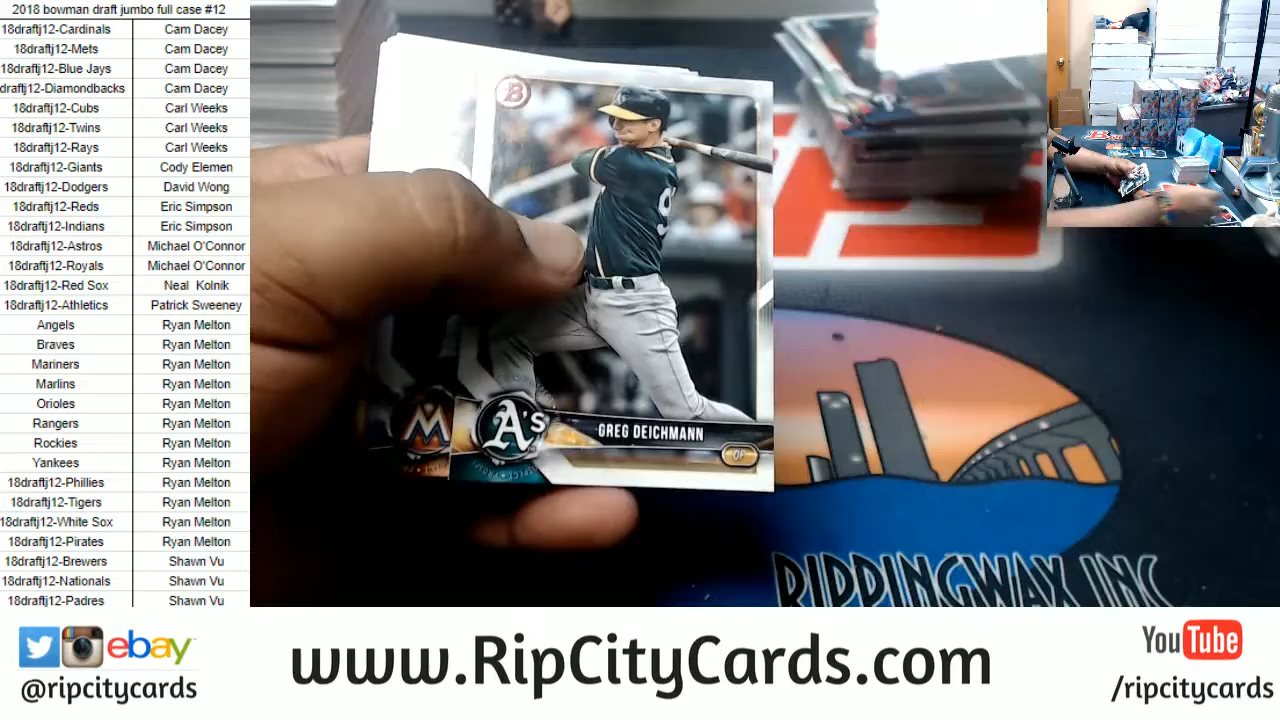 2018 bowman draft jumbo full case #12
18draftj12-Cardinals Cam Dacey
18draftj12-Mets Cam Dacey
18draftj12-Blue Jays Cam Dacey
draftj12-Diamondbacks Cam Dacey
18draftj12-Cubs Carl Weeks
18draftj12-Twins Carl Weeks
18draftj12-Rays Carl Weeks
18draftj12-Giants Cody Elemen
18draftj12-Dodgers David Wong
18draftj12-Reds Eric Simpson
18draftj12-Indians Eric Simpson
18draftj12-Astros Michael O'Connor
18draftj12-Royals Michael O'Connor
18draftj12-Red Sox Neal Kolnik
18draftj12-Athletics Patrick Sweeney
Angels Ryan Melton
Braves Ryan Melton
Mariners Ryan Melton
Marlins Ryan Melton
Orioles Ryan Melton
Rangers Ryan Melton
Rockies Ryan Melton
Yankees Ryan Melton
18draftj12-Phillies Ryan Melton
18draftj12-Tigers Ryan Melton
18draftj12-White Sox Ryan Melton
18draftj12-Pirates Ryan Melton
18draftj12-Brewers Shawn Vu
18draftj12-Nationals Shawn Vu
18draftj12-Padres Shawn Vu
B
9
M
A's
GREG DEICHMANN
OF
RIPPINGWAX INC
ebay
@ripcitycards
www.RipCityCards.com
YouTube
/ripcitycards